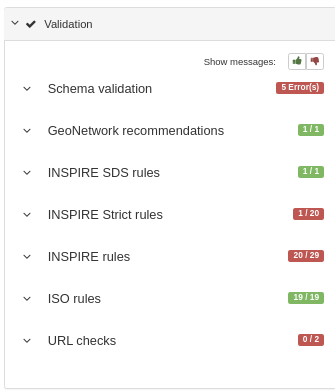 Validation
Show messages:
Schema validation 5 Error(s)
GeoNetwork recommendations 1 / 1
INSPIRE SDS rules 1 / 1
INSPIRE Strict rules 1 / 20
INSPIRE rules 20 / 29
ISO rules 19 / 19
URL checks 0 / 2